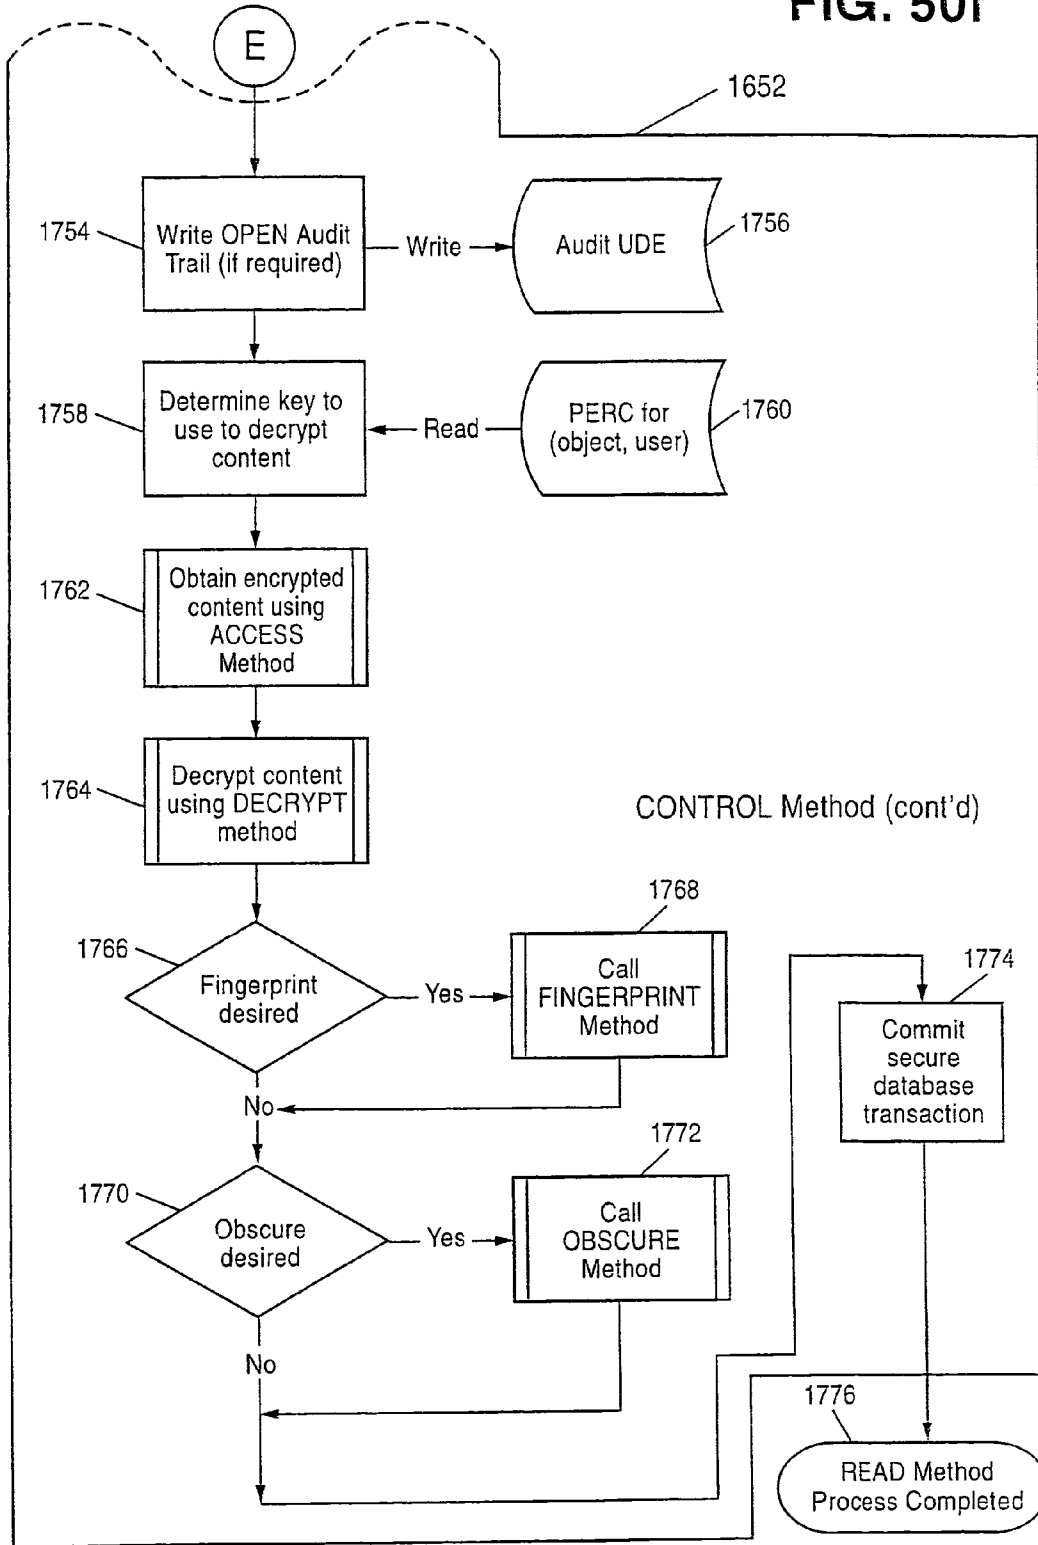 FIG. 50f
E
1652
1754
Write OPEN Audit
Trail (if required)
Write
Audit UDE
1756
1758
Determine key to
use to decrypt
content
Read
PERC for
(object, user)
1760
1762
Obtain encrypted
content using
ACCESS
Method
1764
Decrypt content
using DECRYPT
method
CONTROL Method (cont'd)
1766
Fingerprint
desired
Yes
1768
Call
FINGERPRINT
Method
No
1770
Obscure
desired
Yes
1772
Call
OBSCURE
Method
No
1774
Commit
secure
database
transaction
1776
READ Method
Process Completed